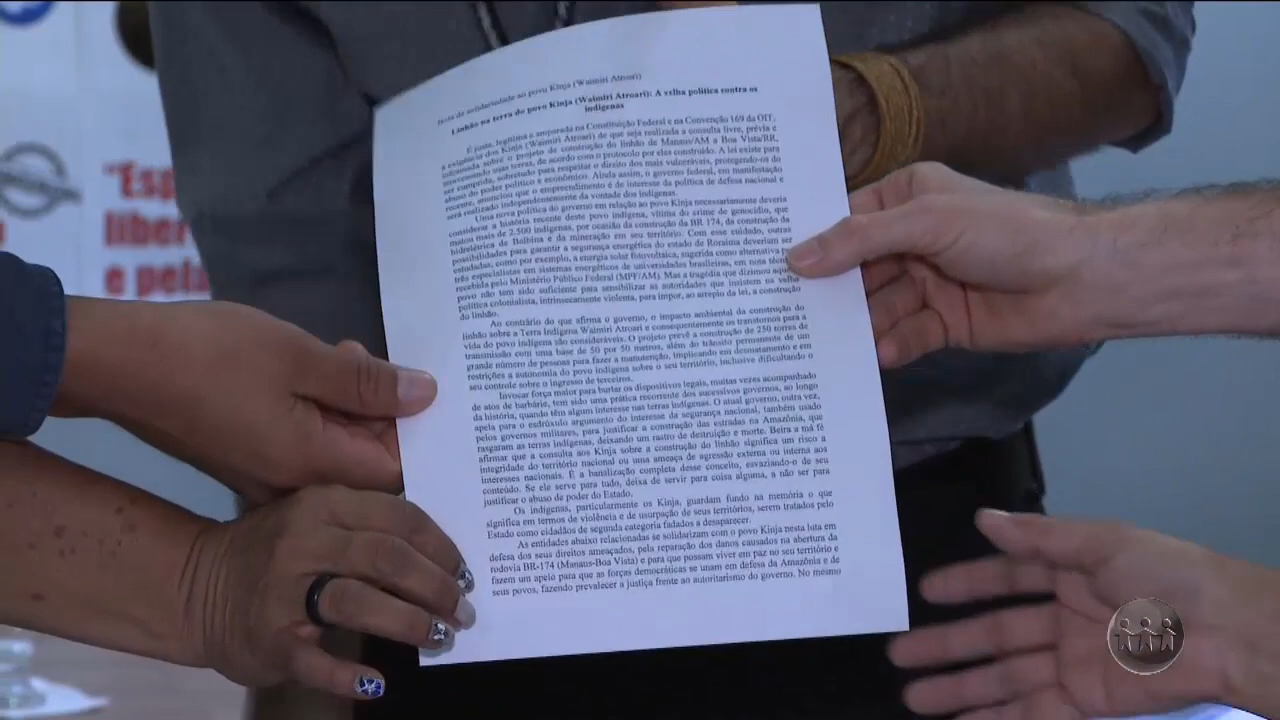 "Esp
liber
e pela
Nota de solidariedade ao povo Kinja (Waimiri Atroari)
Linhão na terra do povo Kinja (Waimiri Atroari): A velha política contra os
indígenas
É justa, legítima e amparada na Constituição Federal e na Convenção 169 da OIT,
a exigência dos Kinja (Waimiri Atroari) de que seja realizada a consulta livre, prévia e
informada sobre o projeto de construção do linhão de Manaus/AM a Boa Vista/RR,
atravessando suas terras, de acordo com o protocolo por eles construído. A lei existe para
ser cumprida, sobretudo para respeitar o direito dos mais vulneráveis, protegendo-os do
abuso do poder político e econômico. Ainda assim, o governo federal, em manifestação
recente, anunciou que o empreendimento é de interesse da política de defesa nacional e
será realizado independentemente da vontade dos indígenas.
Uma nova política do governo em relação ao povo Kinja necessariamente deveria
considerar a história recente deste povo indígena, vítima do crime de genocídio, que
matou mais de 2.500 indígenas, por ocasião da construção da BR 174, da construção da
hidrelétrica de Balbina e da mineração em seu território. Com esse cuidado, outras
possibilidades para garantir a segurança energética do estado de Roraima deveriam ser
estudadas, como por exemplo, a energia solar fotovoltaica, sugerida como alternativa
três especialistas em sistemas energéticos de universidades brasileiras, em nota
recebida pelo Ministério Público Federal (MPF/AM). Mas a tragédia que dizimou
povo não tem sido suficiente para sensibilizar as autoridades que insistem na velha
política colonialista, intrinsecamente violenta, para impor, ao arrepio da lei, a construção
do linhão.
Ao contrário do que afirma o governo, o impacto ambiental da construção do
linhão sobre a Terra Indígena Waimiri Atroari e consequentemente os transtornos para a
vida do povo indígena são consideráveis. O projeto prevê a construção de 250 torres de
transmissão com uma base de 50 por 50 metros, além do trânsito permanente de um
grande número de pessoas para fazer a manutenção, implicando em desmatamento e em
restrições a autonomia do povo indígena sobre o seu território, inclusive dificultando o
seu controle sobre o ingresso de terceiros.
Invocar força maior para burlar os dispositivos legais, muitas vezes acompanhado
de atos de barbárie, tem sido uma prática recorrente dos sucessivos governos, ao longo
da história, quando têm algum interesse nas terras indígenas. O atual governo, outra vez,
apela para o esdrúxulo argumento do interesse da segurança nacional, também usado
pelos governos militares, para justificar a construção das estradas na Amazônia, que
rasgaram as terras indígenas, deixando um rastro de destruição e morte. Beira a má fé
afirmar que a consulta aos Kinja sobre a construção do linhão significa um risco a
integridade do território nacional ou uma ameaça de agressão externa ou interna aos
interesses nacionais. É a banalização completa desse conceito, esvaziando-o de seu
conteúdo. Se ele serve para tudo, deixa de servir para coisa alguma, a não ser para
justificar o abuso de poder do Estado.
Os indígenas, particularmente os Kinja, guardam fundo na memória o que
significa em termos de violência e de usurpação de seus territórios, serem tratados pelo
Estado como cidadãos de segunda categoria fadados a desaparecer.
As entidades abaixo relacionadas se solidarizam com o povo Kinja nesta luta em
defesa dos seus direitos ameaçados, pela reparação dos danos causados na abertura da
rodovia BR-174 (Manaus-Boa Vista) e para que possam viver em paz no seu território e
fazem um apelo para que as forças democráticas se unam em defesa da Amazônia e de
seus povos, fazendo prevalecer a justiça frente ao autoritarismo do governo. No mesmo